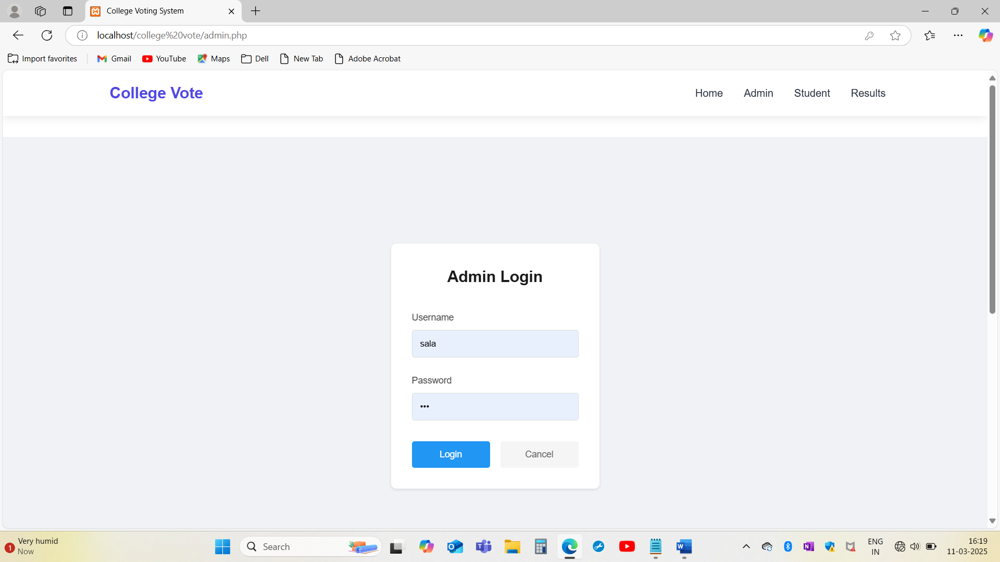 College Voting System
localhost/college%20vote/admin.php
Import favorites Gmail YouTube Maps Dell New Tab Adobe Acrobat
College Vote Home Admin Student Results
Admin Login
Username
sala
Password
•••
Login Cancel
1 Very humid
Now
Search
ENG
IN
16:19
11-03-2025